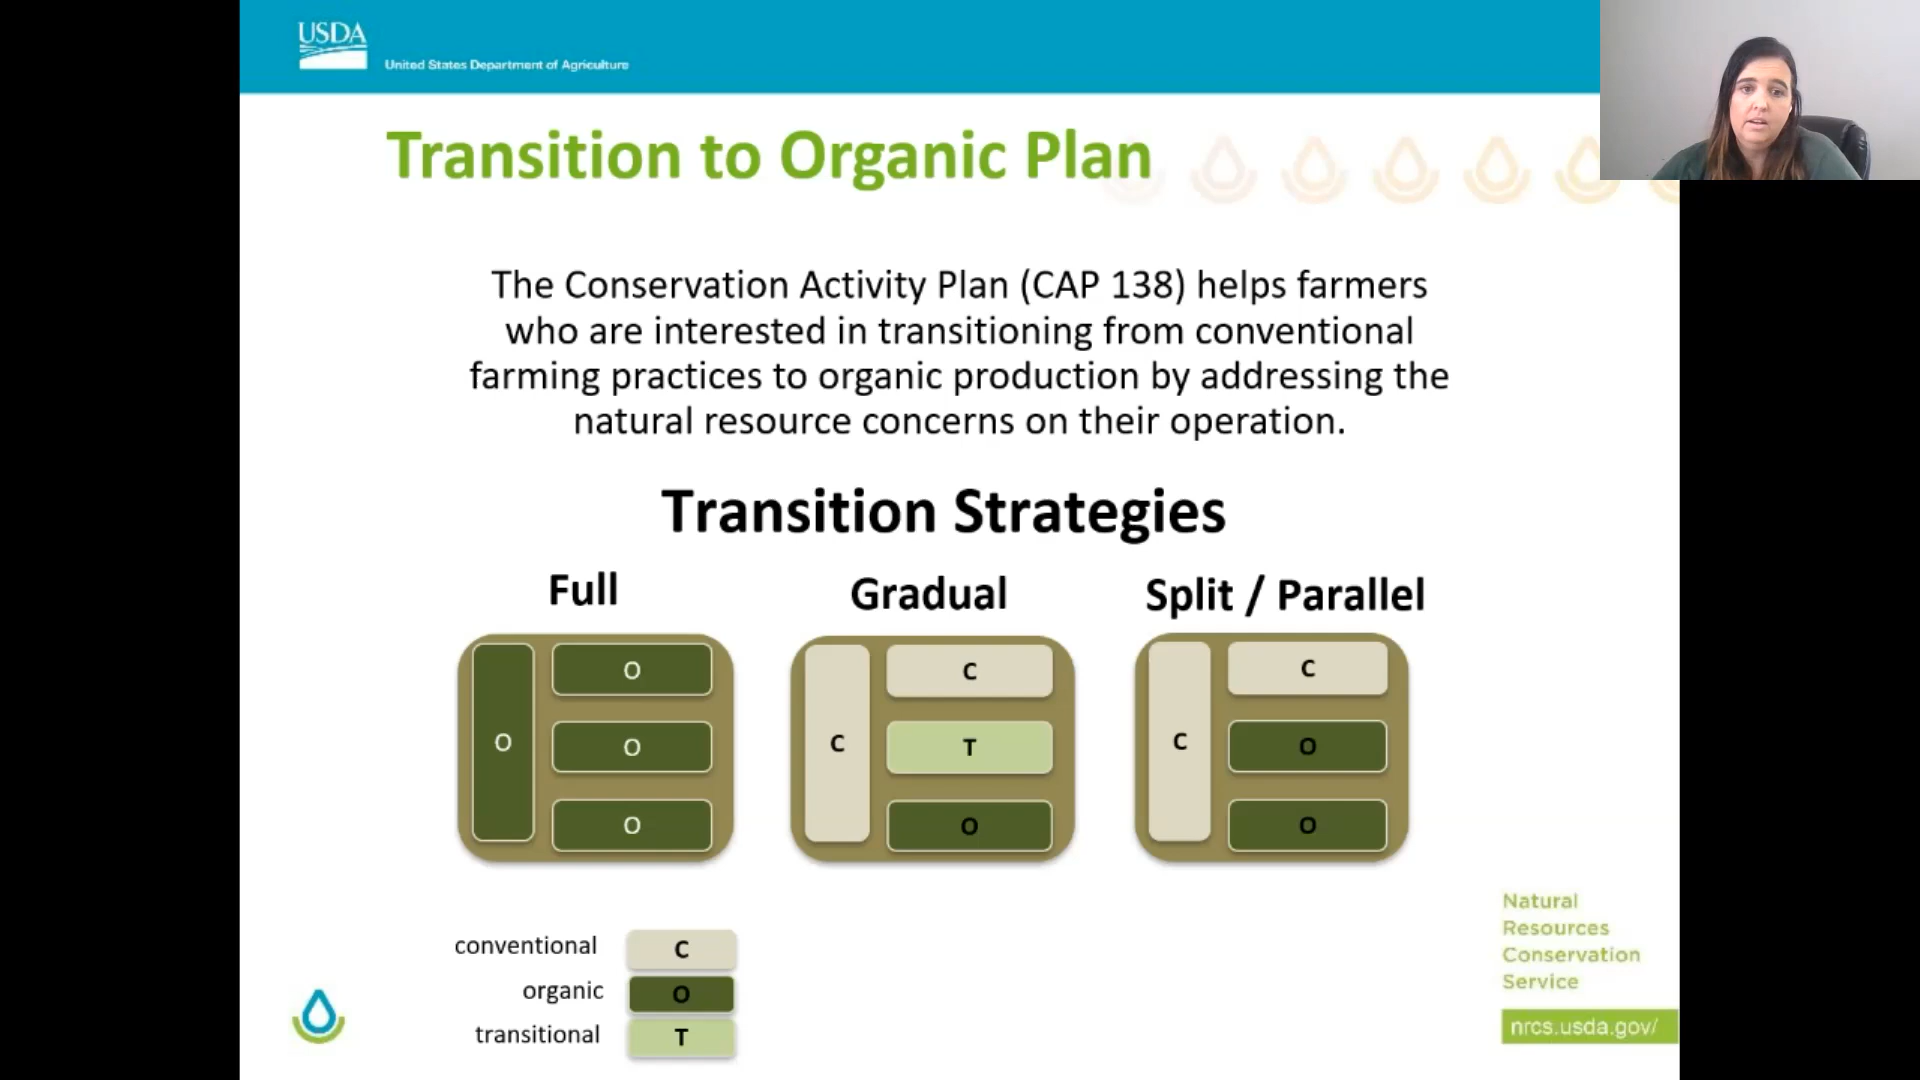 USDA
United States Department of Agriculture
Transition to Organic Plan
The Conservation Activity Plan (CAP 138) helps farmers
who are interested in transitioning from conventional
farming practices to organic production by addressing the
natural resource concerns on their operation.
Transition Strategies
Full
O
O
O
O
Gradual
C
C
T
O
Split / Parallel
C
C
O
O
conventional C
organic O
transitional T
Natural
Resources
Conservation
Service
nrcs.usda.gov/